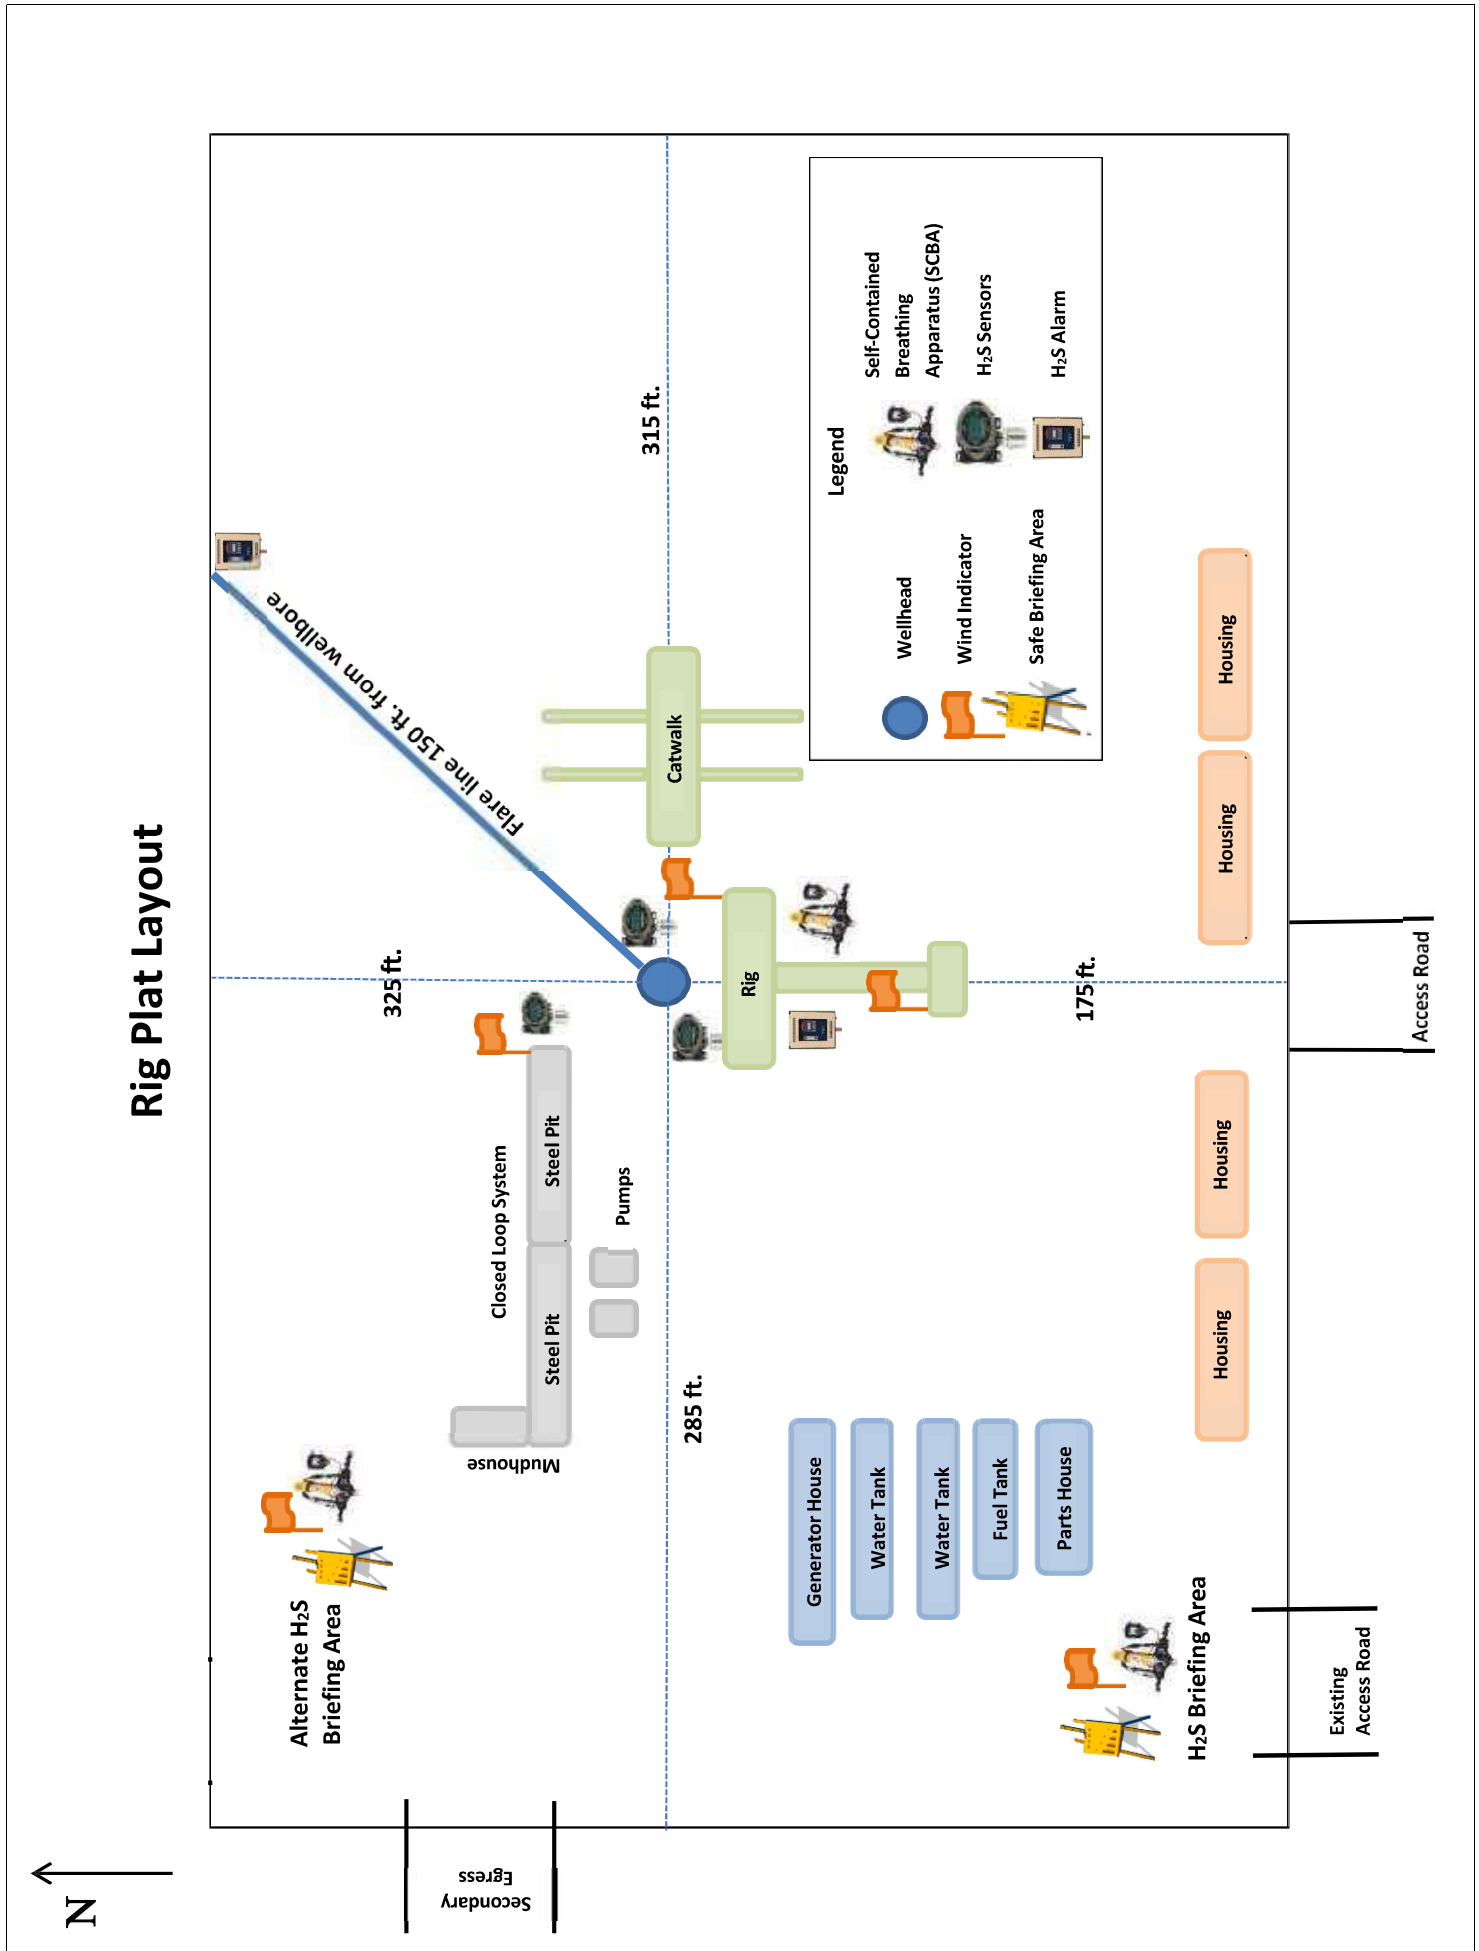 Rig Plat Layout
N
Secondary
Egress
Alternate H₂S
Briefing Area
Mudhouse
Closed Loop System
Steel Pit
Steel Pit
Pumps
325 ft.
Flare line 150 ft. from wellbore
285 ft.
315 ft.
Catwalk
Rig
175 ft.
Generator House
Water Tank
Water Tank
Fuel Tank
Parts House
H₂S Briefing Area
Housing
Housing
Housing
Housing
Existing
Access Road
Access Road
Legend
Wellhead
Wind Indicator
Safe Briefing Area
Self-Contained
Breathing
Apparatus (SCBA)
H₂S Sensors
H₂S Alarm